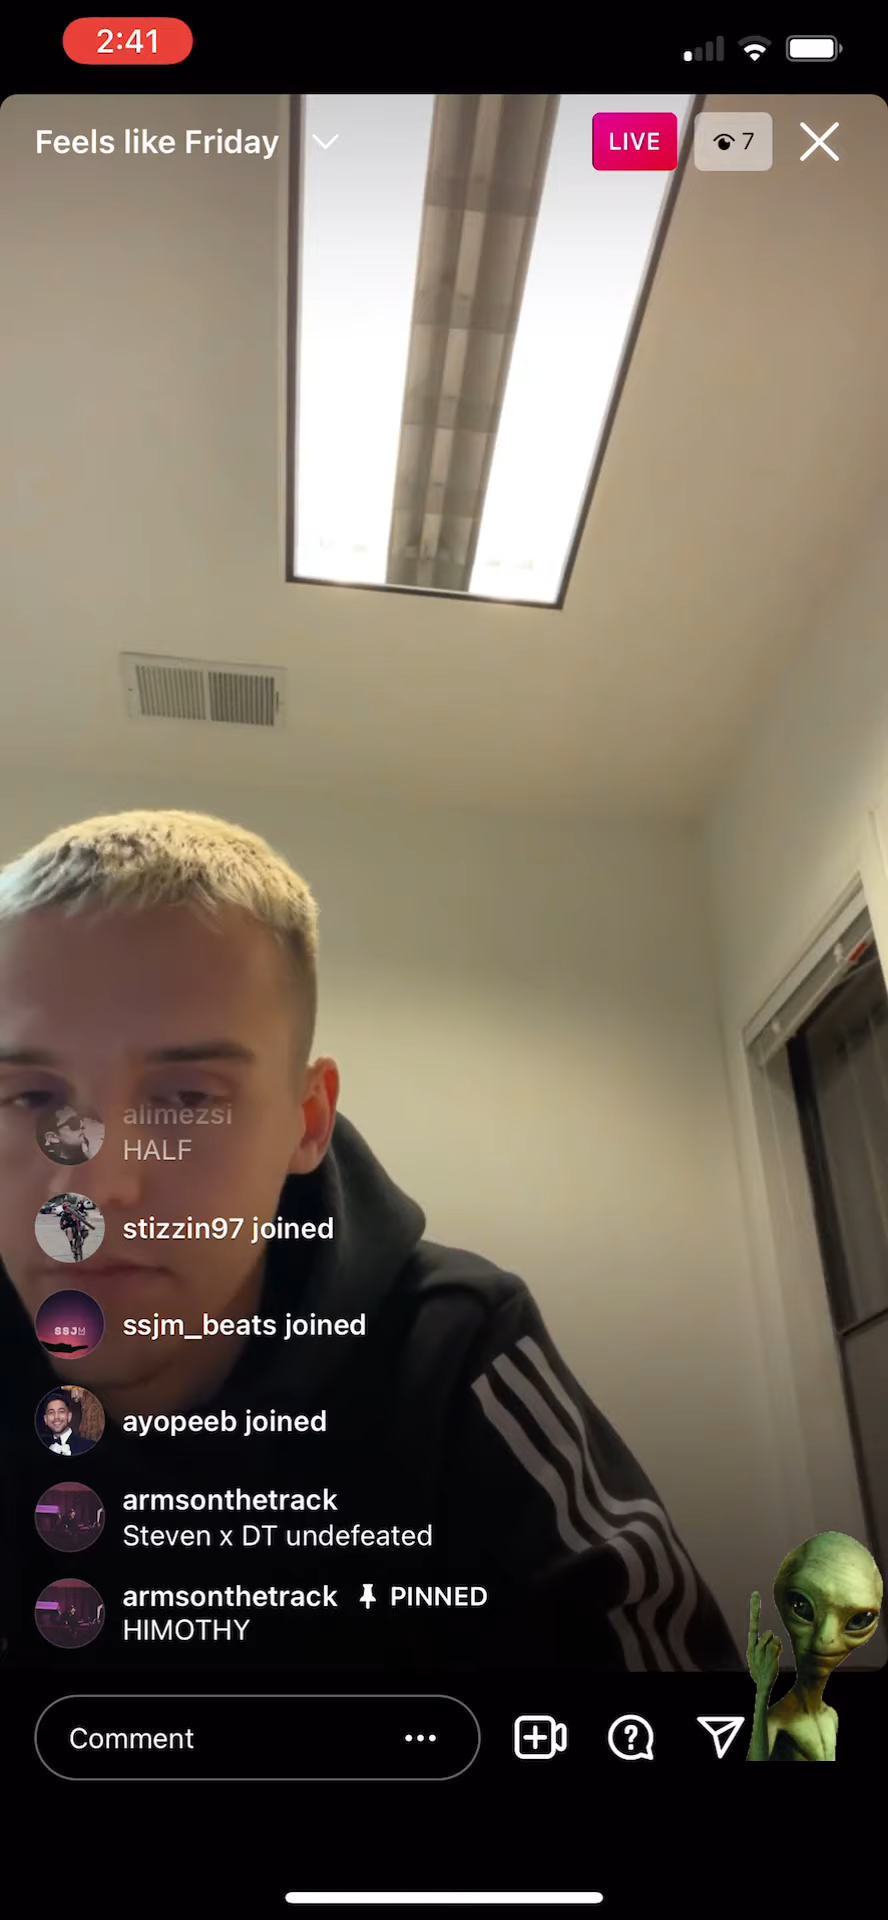 2:41
Feels like Friday
LIVE
7
alimezsi
HALF
stizzin97 joined
ssjm_beats joined
SSJM
ayopeeb joined
armsonthetrack
Steven x DT undefeated
armsonthetrack PINNED
HIMOTHY
Comment